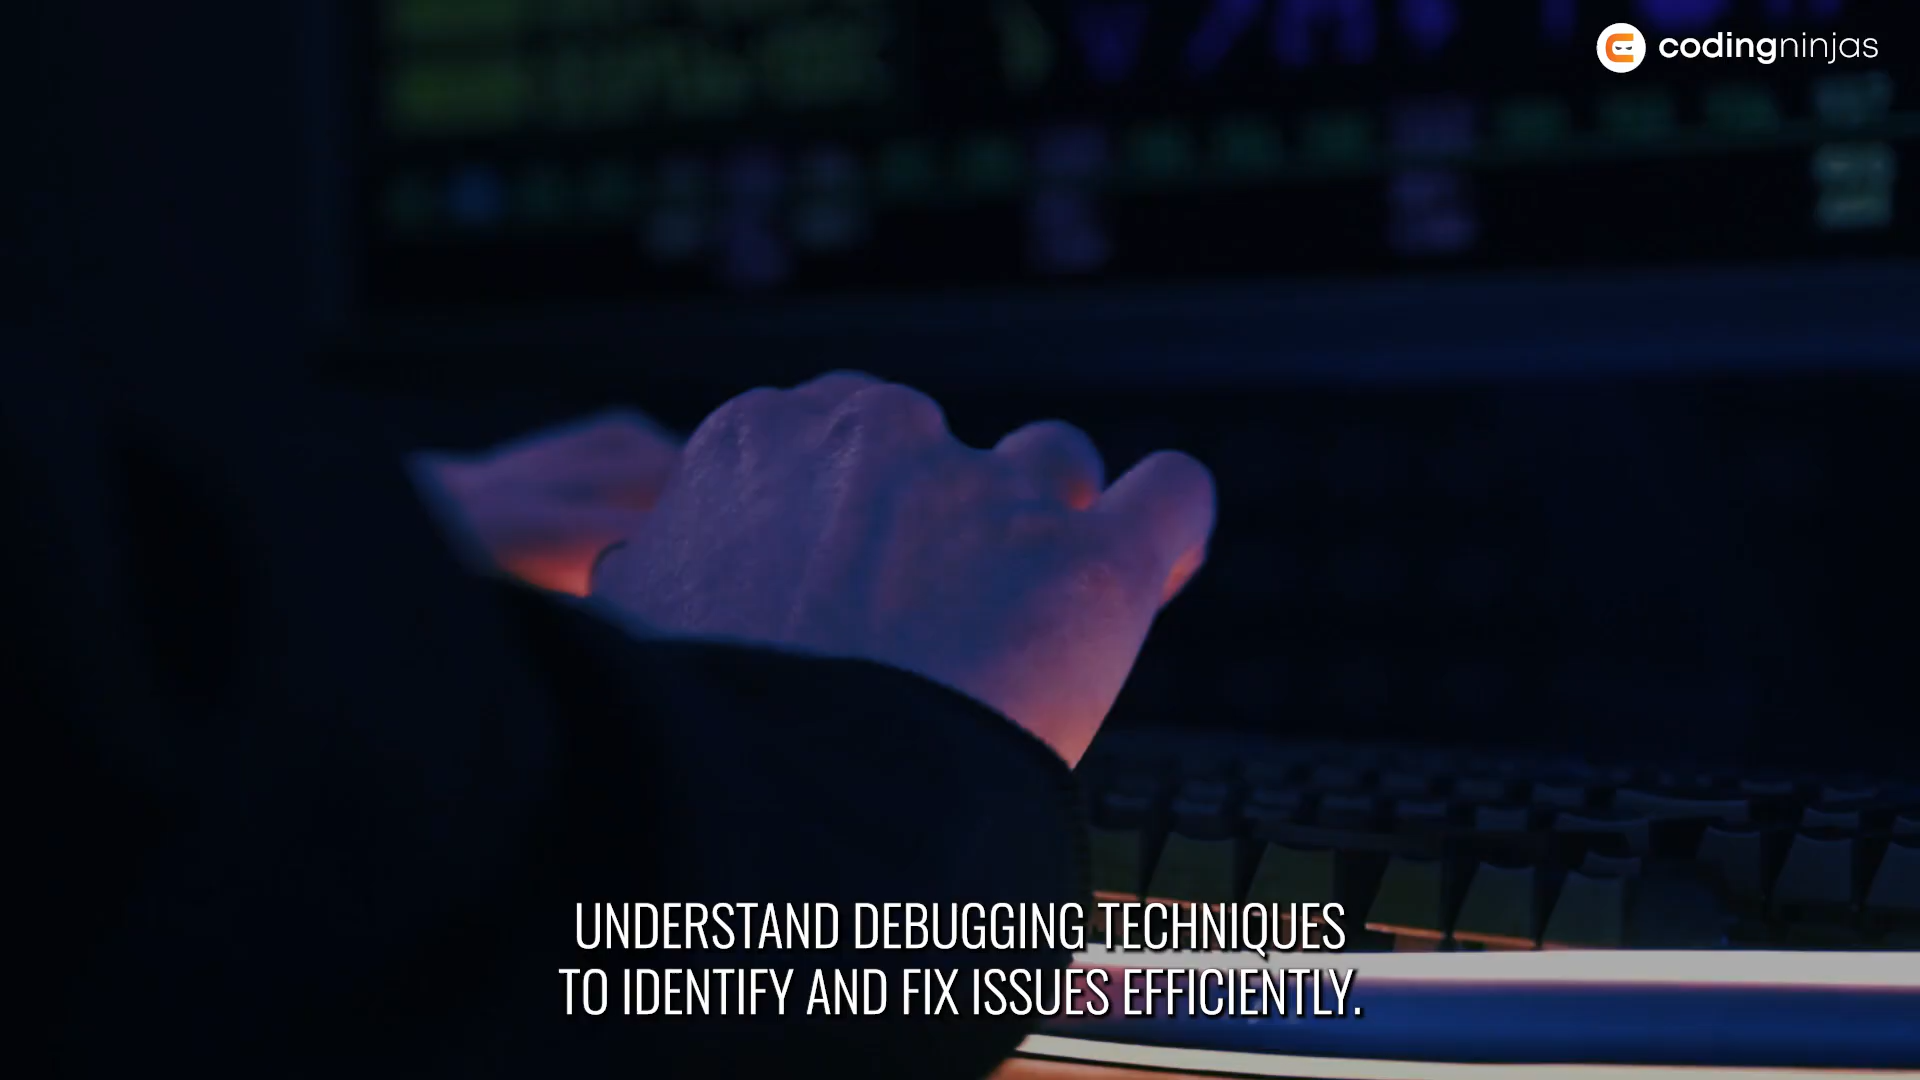 codingninjas
UNDERSTAND DEBUGGING TECHNIQUES
TO IDENTIFY AND FIX ISSUES EFFICIENTLY.